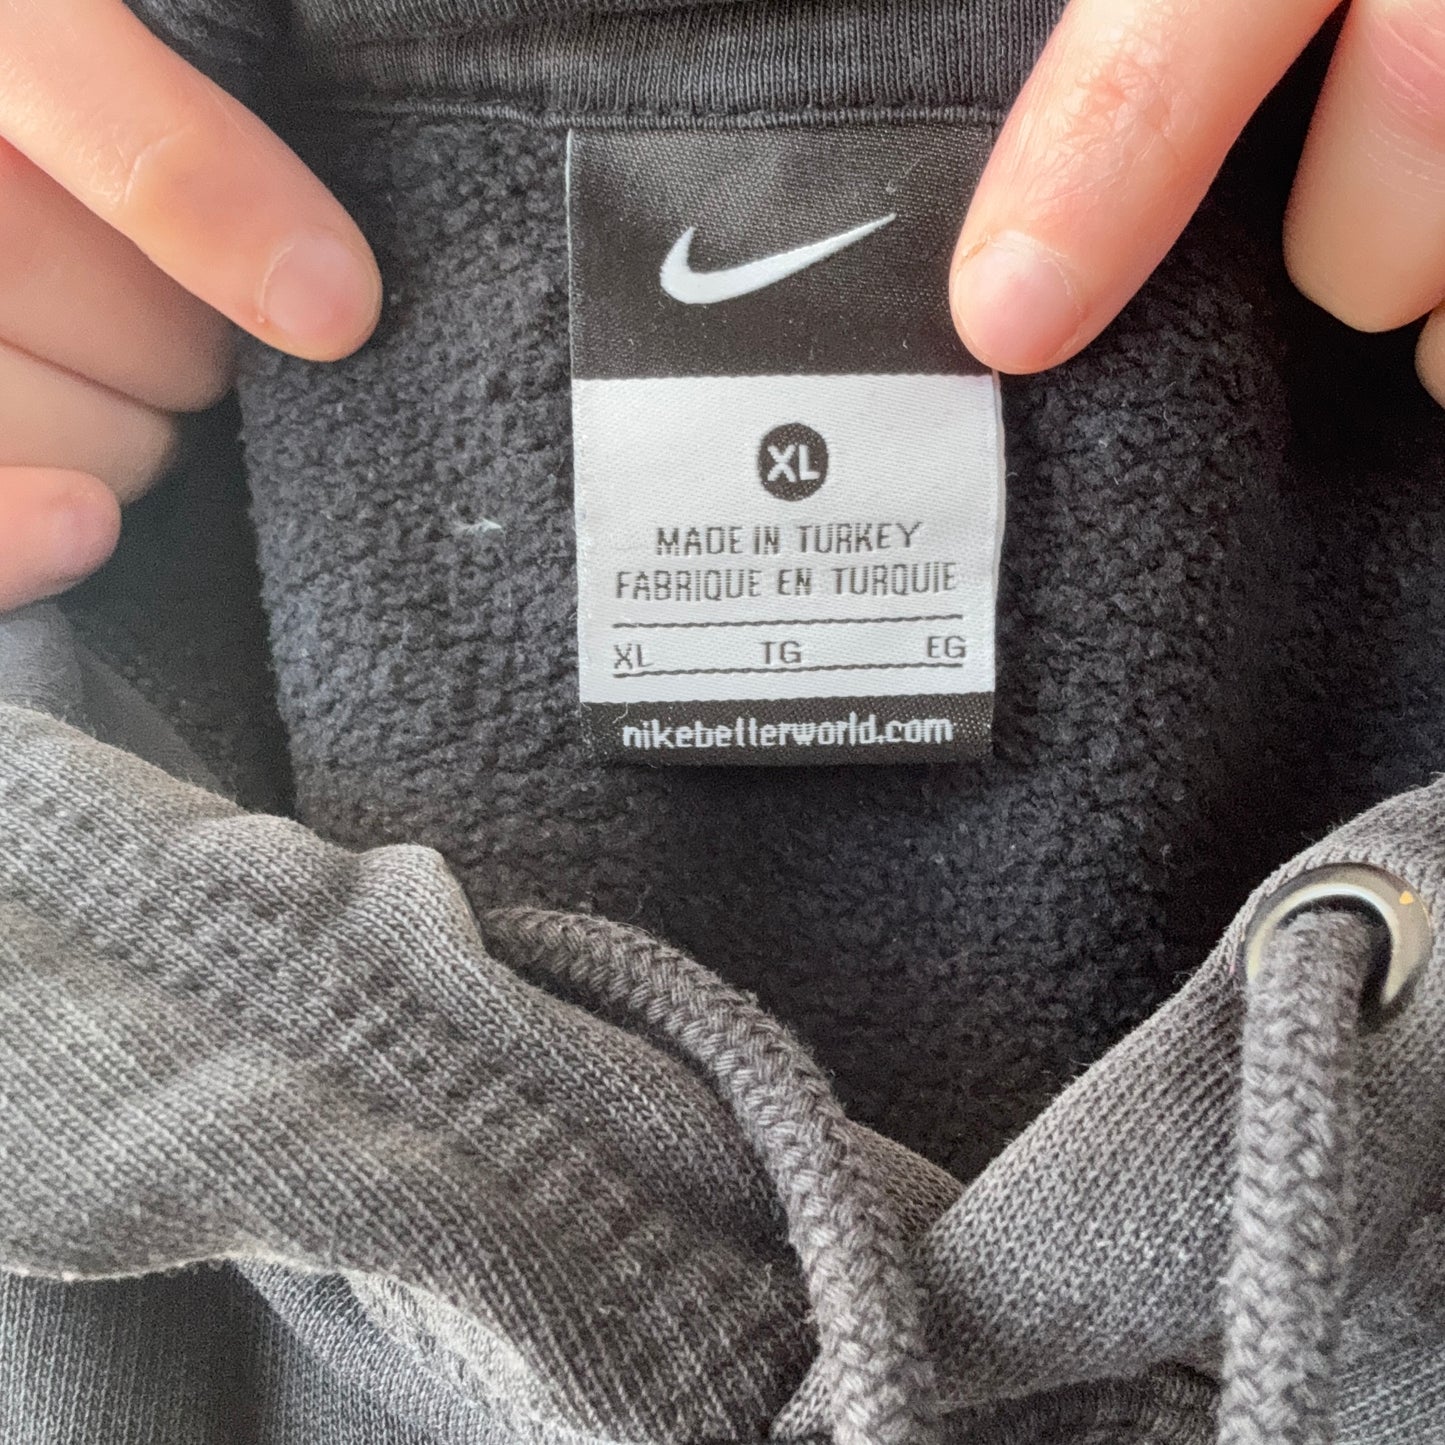 XL
MADE IN TURKEY
FABRIQUE EN TURQUIE
XL TG EG
nikebetterworld.com